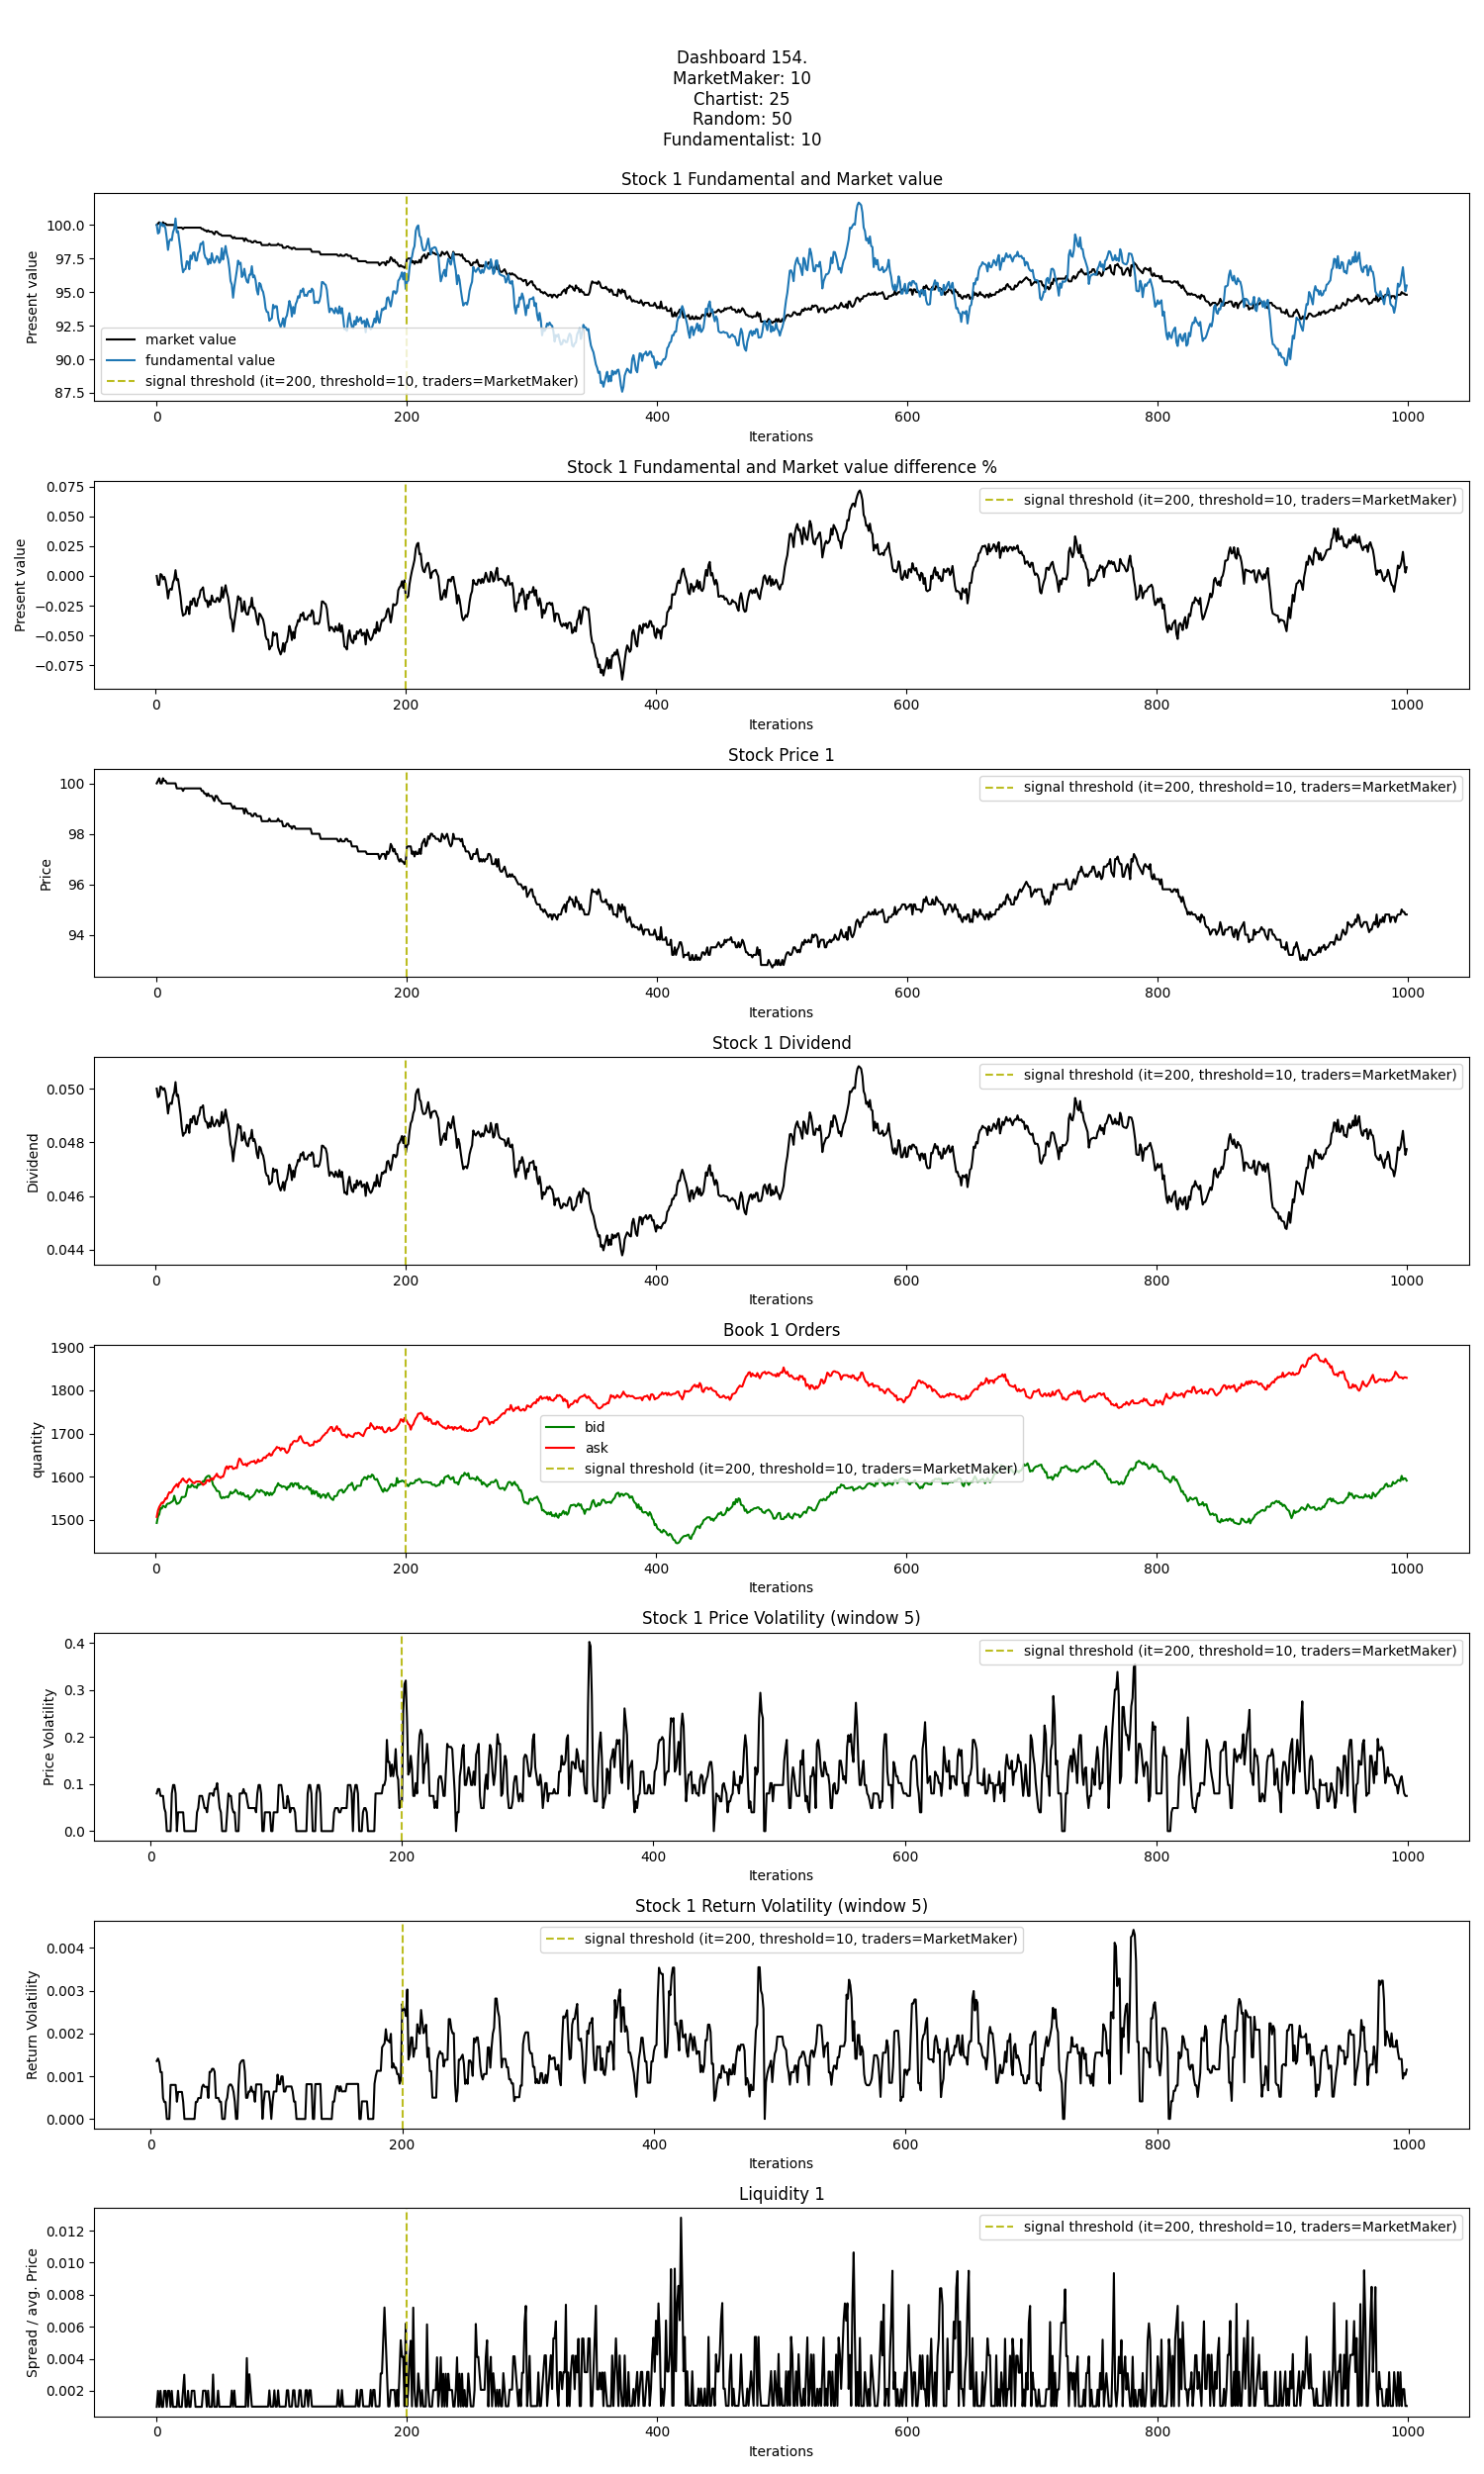 Dashboard 154.
MarketMaker: 10
Chartist: 25
Random: 50
Fundamentalist: 10
Stock 1 Fundamental and Market value
Present value
100.0
97.5
95.0
92.5
90.0
87.5
market value
fundamental value
signal threshold (it=200, threshold=10, traders=MarketMaker)
0 200 400 600 800 1000
Iterations
Stock 1 Fundamental and Market value difference %
Present value
0.075
0.050
0.025
0.000
−0.025
−0.050
−0.075
signal threshold (it=200, threshold=10, traders=MarketMaker)
0 200 400 600 800 1000
Iterations
Stock Price 1
Price
100
98
96
94
signal threshold (it=200, threshold=10, traders=MarketMaker)
0 200 400 600 800 1000
Iterations
Stock 1 Dividend
Dividend
0.050
0.048
0.046
0.044
signal threshold (it=200, threshold=10, traders=MarketMaker)
0 200 400 600 800 1000
Iterations
Book 1 Orders
quantity
1900
1800
1700
1600
1500
bid
ask
signal threshold (it=200, threshold=10, traders=MarketMaker)
0 200 400 600 800 1000
Iterations
Stock 1 Price Volatility (window 5)
Price Volatility
0.4
0.3
0.2
0.1
0.0
signal threshold (it=200, threshold=10, traders=MarketMaker)
0 200 400 600 800 1000
Iterations
Stock 1 Return Volatility (window 5)
Return Volatility
0.004
0.003
0.002
0.001
0.000
signal threshold (it=200, threshold=10, traders=MarketMaker)
0 200 400 600 800 1000
Iterations
Liquidity 1
Spread / avg. Price
0.012
0.010
0.008
0.006
0.004
0.002
signal threshold (it=200, threshold=10, traders=MarketMaker)
0 200 400 600 800 1000
Iterations